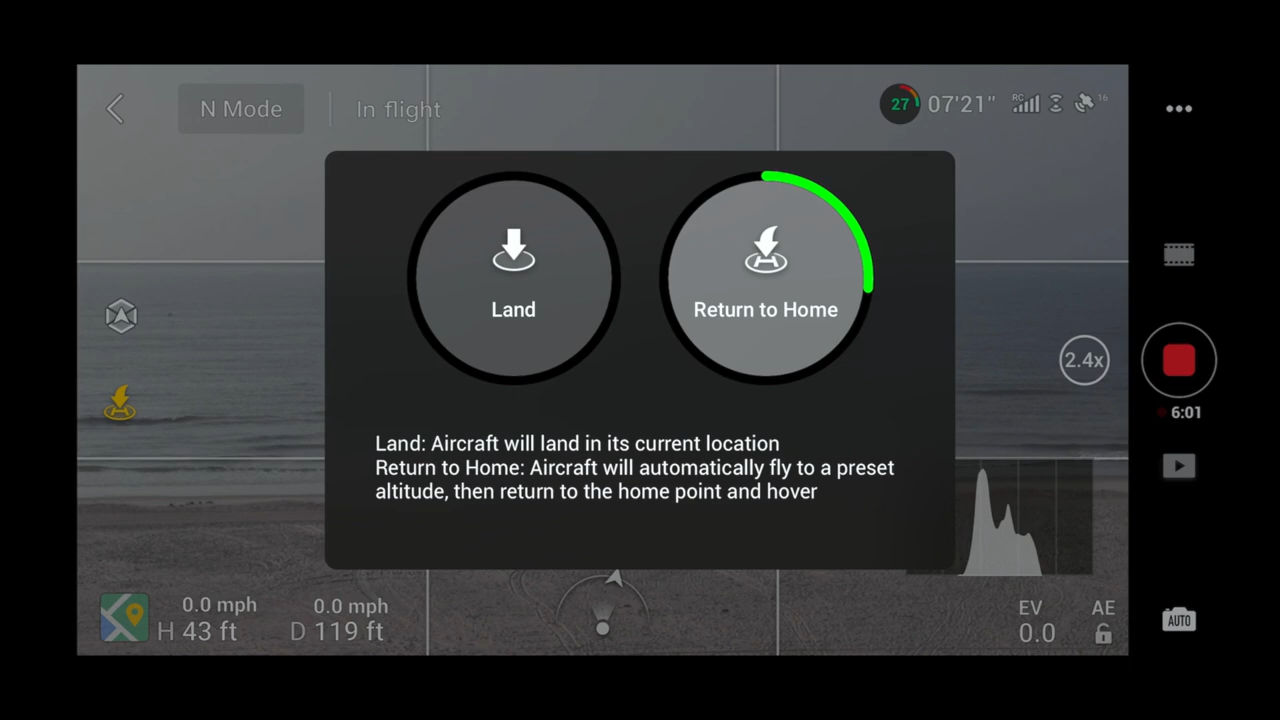 N Mode
In flight
27
07'21"
RC
16
Land
Return to Home
2.4x
6:01
Land: Aircraft will land in its current location
Return to Home: Aircraft will automatically fly to a preset
altitude, then return to the home point and hover
0.0 mph
0.0 mph
H 43 ft
D 119 ft
EV
AE
0.0
AUTO